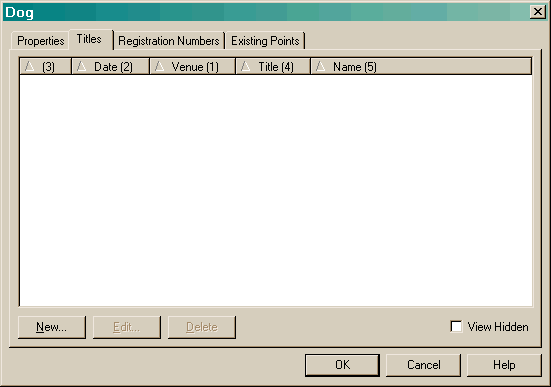 Dog
Properties Titles Registration Numbers Existing Points
(3) Date (2) Venue (1) Title (4) Name (5)
New... Edit... Delete View Hidden
OK Cancel Help